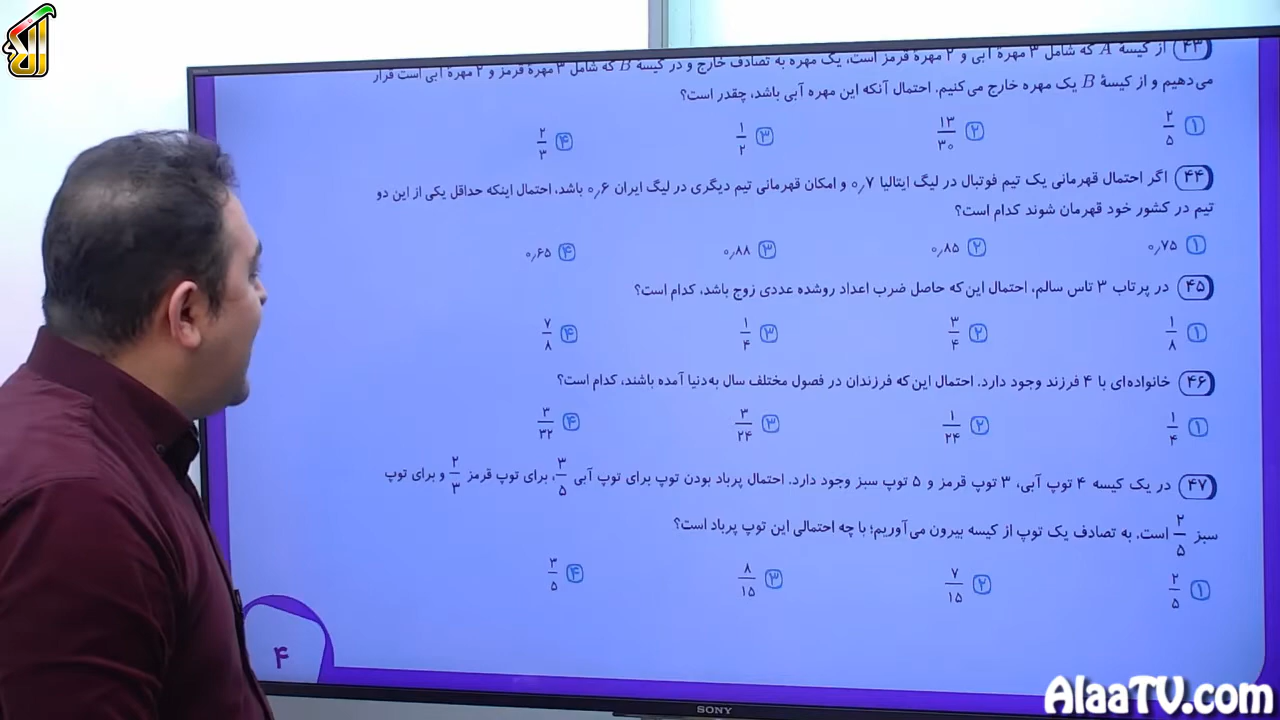 آلاء
۴۳ از کیسهٔ A که شامل ۳ مهرهٔ آبی و ۲ مهرهٔ قرمز است، یک مهره به تصادف خارج و در کیسهٔ B که شامل ۳ مهرهٔ قرمز و ۲ مهرهٔ آبی است قرار
می‌دهیم و از کیسهٔ B یک مهره خارج می‌کنیم. احتمال آنکه این مهره آبی باشد، چقدر است؟
۱ ۲/۵ ۲ ۱۳/۳۰ ۳ ۱/۲ ۴ ۲/۳
۴۴ اگر احتمال قهرمانی یک تیم فوتبال در لیگ ایتالیا ۰٫۷ و امکان قهرمانی تیم دیگری در لیگ ایران ۰٫۶ باشد، احتمال اینکه حداقل یکی از این دو
تیم در کشور خود قهرمان شوند کدام است؟
۱ ۰٫۷۵ ۲ ۰٫۸۵ ۳ ۰٫۸۸ ۴ ۰٫۶۵
۴۵ در پرتاب ۳ تاس سالم، احتمال این‌که حاصل ضرب اعداد روشده عددی زوج باشد، کدام است؟
۱ ۱/۸ ۲ ۳/۴ ۳ ۱/۴ ۴ ۷/۸
۴۶ خانواده‌ای با ۴ فرزند وجود دارد. احتمال این‌که فرزندان در فصول مختلف سال به‌دنیا آمده باشند، کدام است؟
۱ ۱/۴ ۲ ۱/۲۴ ۳ ۳/۲۴ ۴ ۳/۳۲
۴۷ در یک کیسه ۴ توپ آبی، ۳ توپ قرمز و ۵ توپ سبز وجود دارد. احتمال پرباد بودن توپ برای توپ آبی ۳/۵، برای توپ قرمز ۲/۳ و برای توپ
سبز ۲/۵ است. به تصادف یک توپ از کیسه بیرون می‌آوریم؛ با چه احتمالی این توپ پرباد است؟
۱ ۲/۵ ۲ ۷/۱۵ ۳ ۸/۱۵ ۴ ۳/۵
۴
SONY
AlaaTV.com